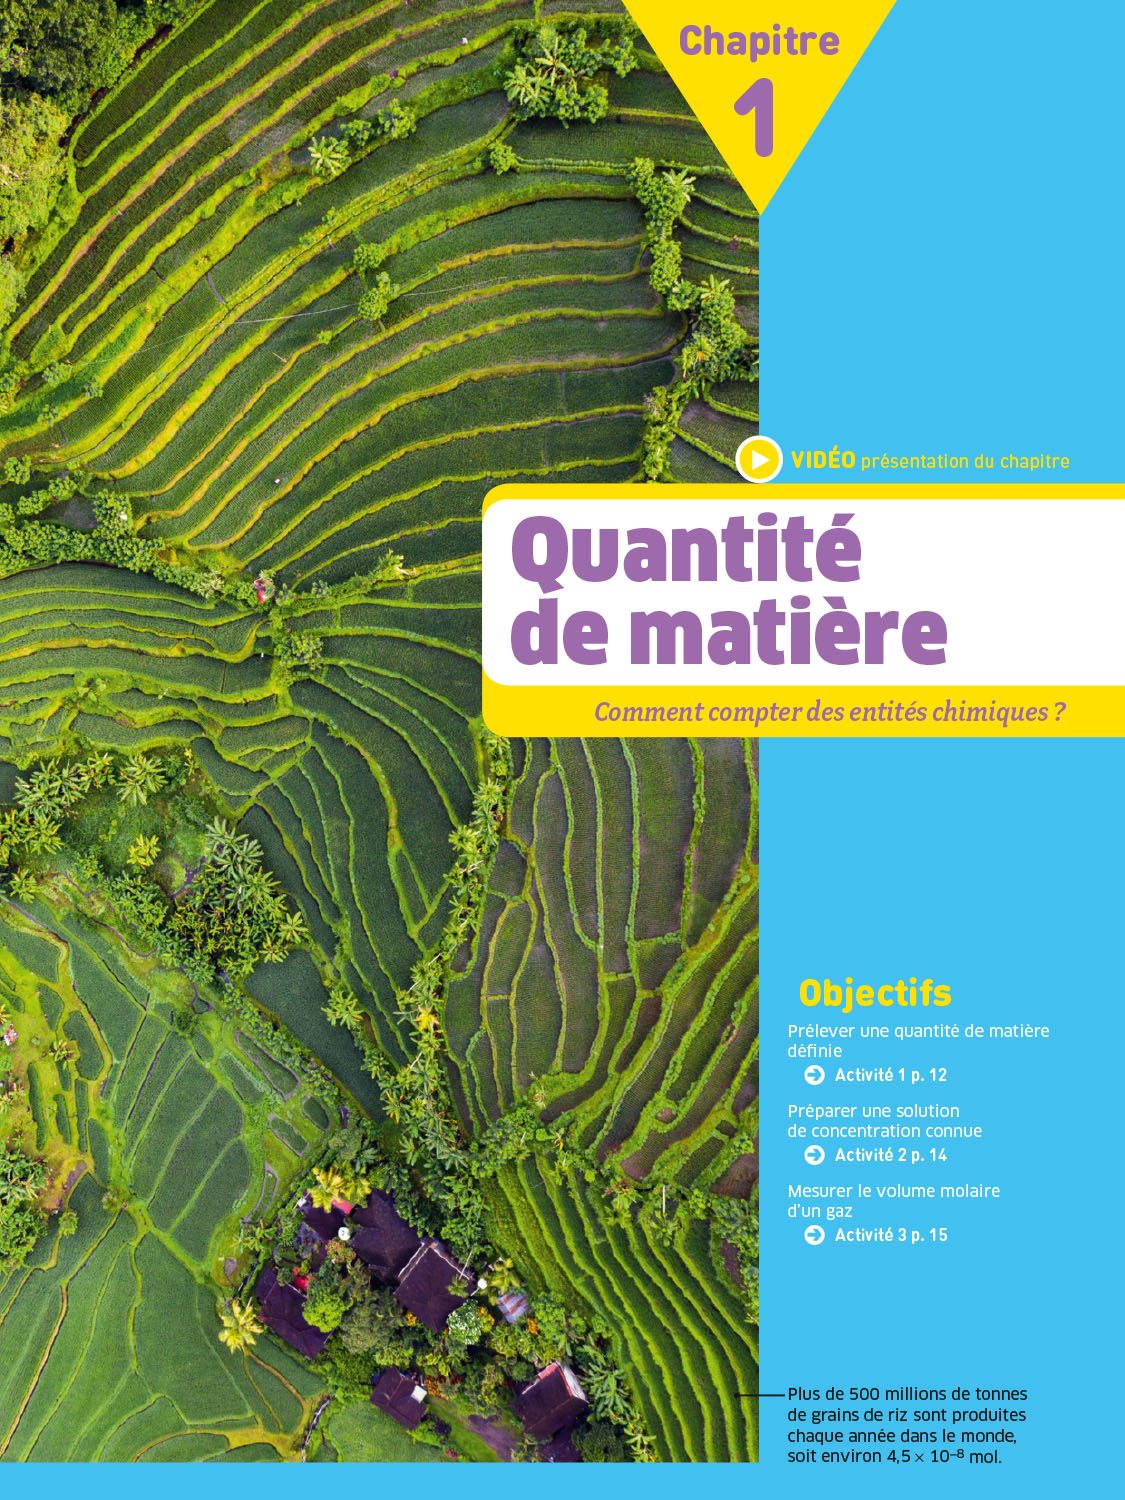 Chapitre
1
VIDÉO présentation du chapitre
Quantité
de matière
Comment compter des entités chimiques ?
Objectifs
Prélever une quantité de matière
définie
Activité 1 p. 12
Préparer une solution
de concentration connue
Activité 2 p. 14
Mesurer le volume molaire
d'un gaz
Activité 3 p. 15
Plus de 500 millions de tonnes
de grains de riz sont produites
chaque année dans le monde,
soit environ 4,5 × 10⁻⁸ mol.